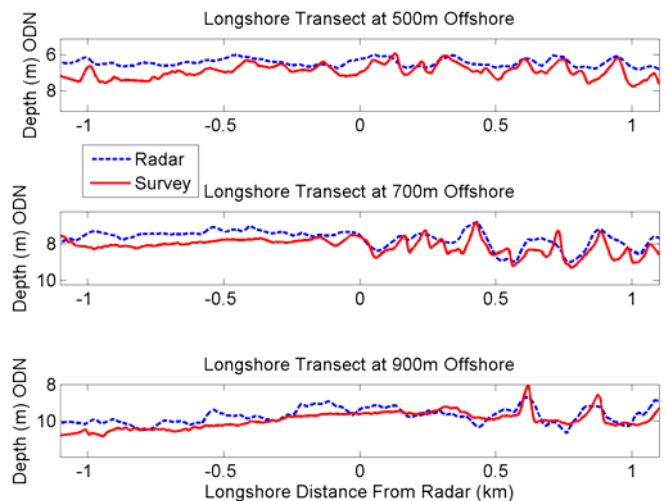 Longshore Transect at 500m Offshore
Depth (m) ODN
6
8
-1 -0.5 0 0.5 1
Radar
Survey
Longshore Transect at 700m Offshore
Depth (m) ODN
8
10
-1 -0.5 0 0.5 1
Longshore Transect at 900m Offshore
Depth (m) ODN
8
10
-1 -0.5 0 0.5 1
Longshore Distance From Radar (km)